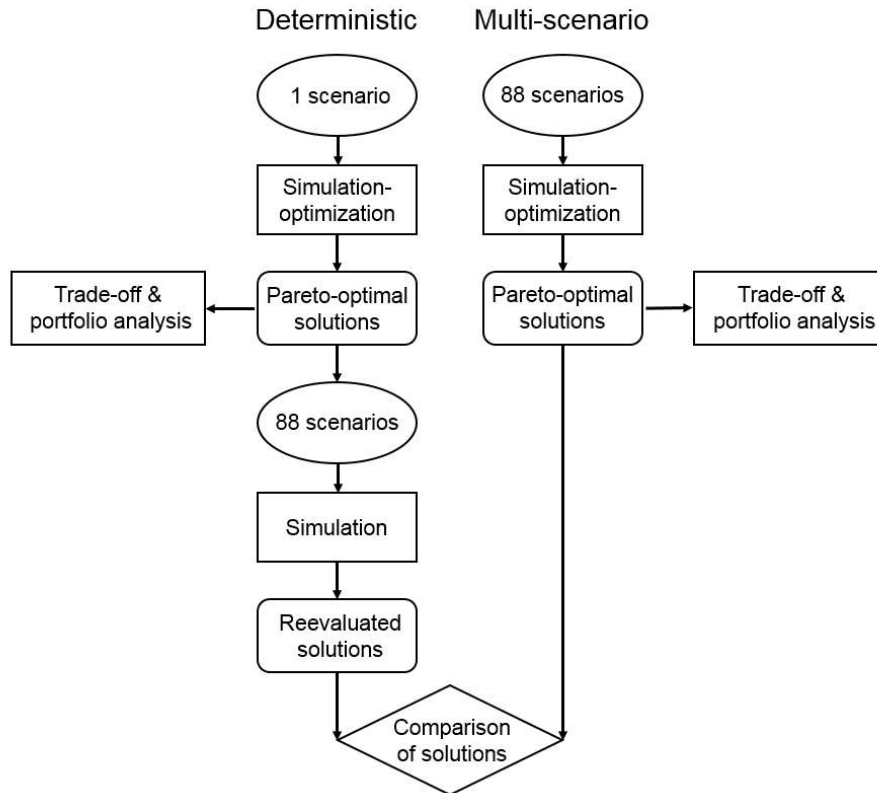 Deterministic
Multi-scenario
1 scenario
88 scenarios
Simulation-
optimization
Simulation-
optimization
Trade-off &
portfolio analysis
Pareto-optimal
solutions
Pareto-optimal
solutions
Trade-off &
portfolio analysis
88 scenarios
Simulation
Reevaluated
solutions
Comparison
of solutions